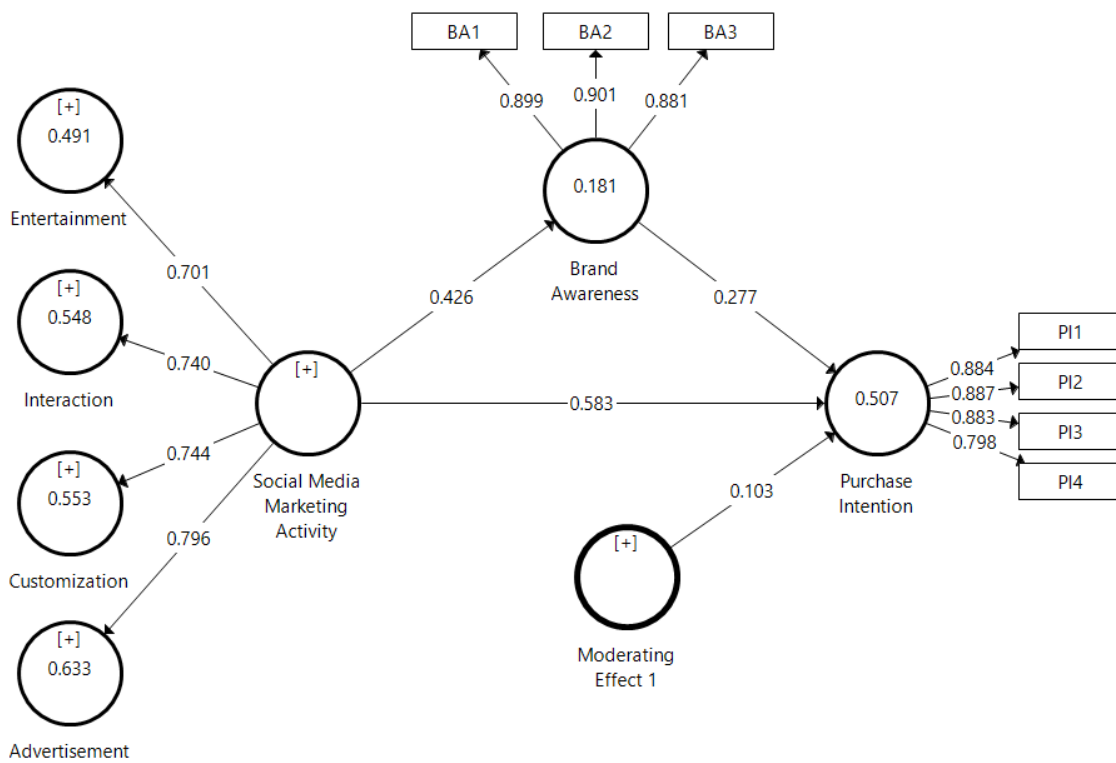 BA1
BA2
BA3
0.899
0.901
0.881
[+]
0.491
Entertainment
0.181
Brand
Awareness
0.701
[+]
0.548
Interaction
0.740
0.426
0.277
[+]
Social Media
Marketing
Activity
0.583
0.507
Purchase
Intention
0.884
0.887
0.883
0.798
PI1
PI2
PI3
PI4
0.744
[+]
0.553
Customization
0.796
0.103
[+]
Moderating
Effect 1
[+]
0.633
Advertisement